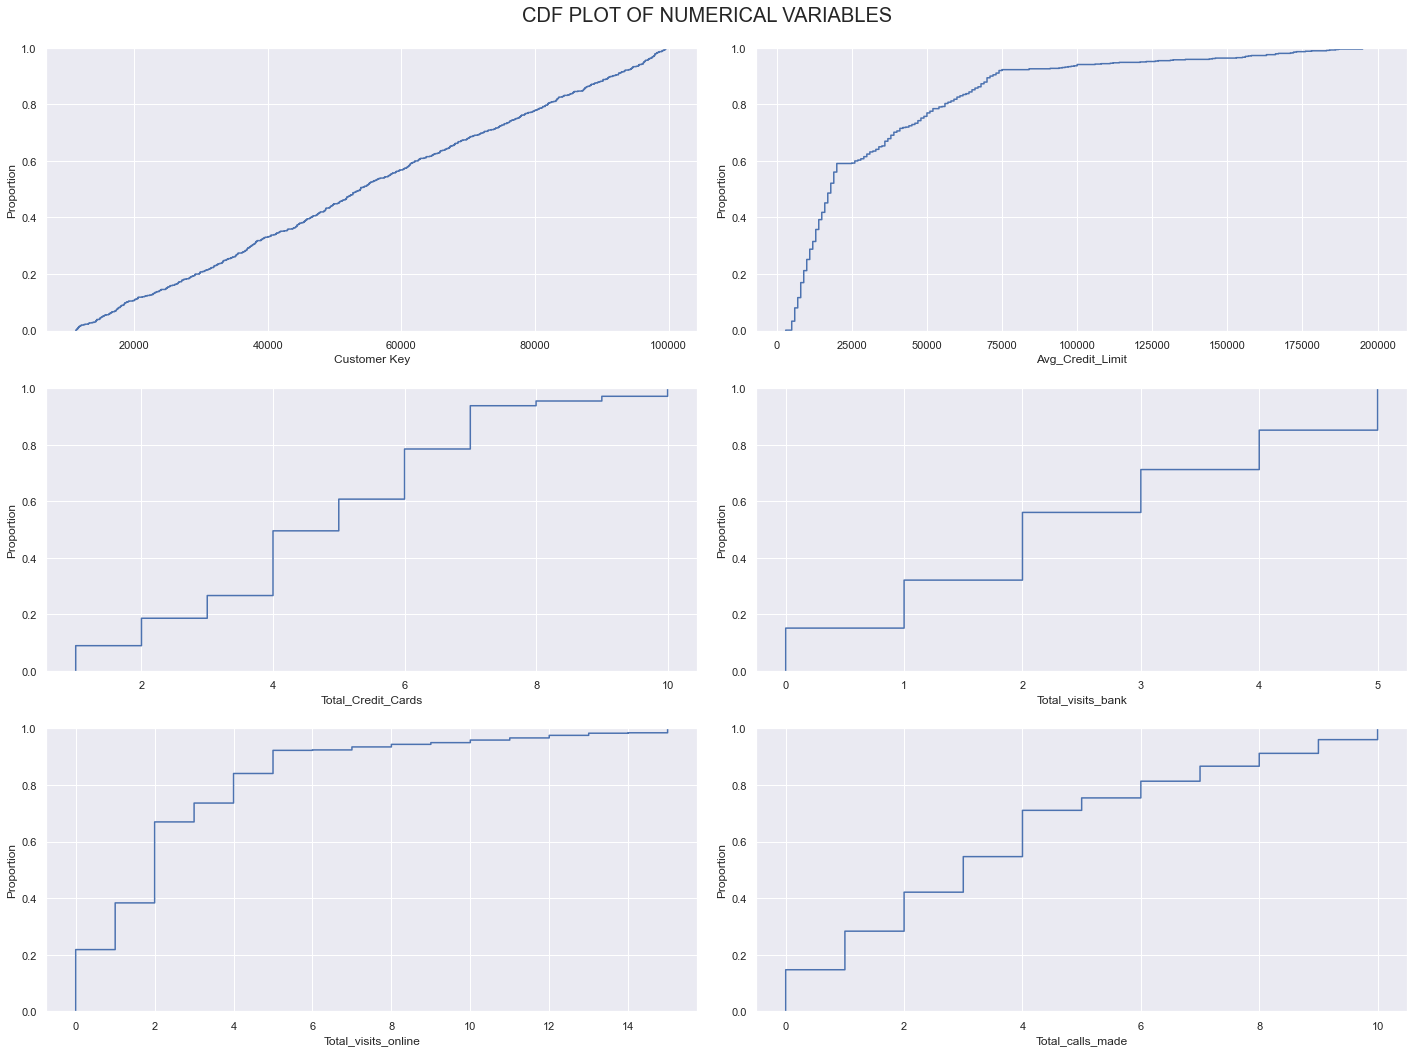 CDF PLOT OF NUMERICAL VARIABLES
1.0
0.8
0.6
0.4
0.2
0.0
Proportion
20000 40000 60000 80000 100000
Customer Key
1.0
0.8
0.6
0.4
0.2
0.0
Proportion
0 25000 50000 75000 100000 125000 150000 175000 200000
Avg_Credit_Limit
1.0
0.8
0.6
0.4
0.2
0.0
Proportion
2 4 6 8 10
Total_Credit_Cards
1.0
0.8
0.6
0.4
0.2
0.0
Proportion
0 1 2 3 4 5
Total_visits_bank
1.0
0.8
0.6
0.4
0.2
0.0
Proportion
0 2 4 6 8 10 12 14
Total_visits_online
1.0
0.8
0.6
0.4
0.2
0.0
Proportion
0 2 4 6 8 10
Total_calls_made